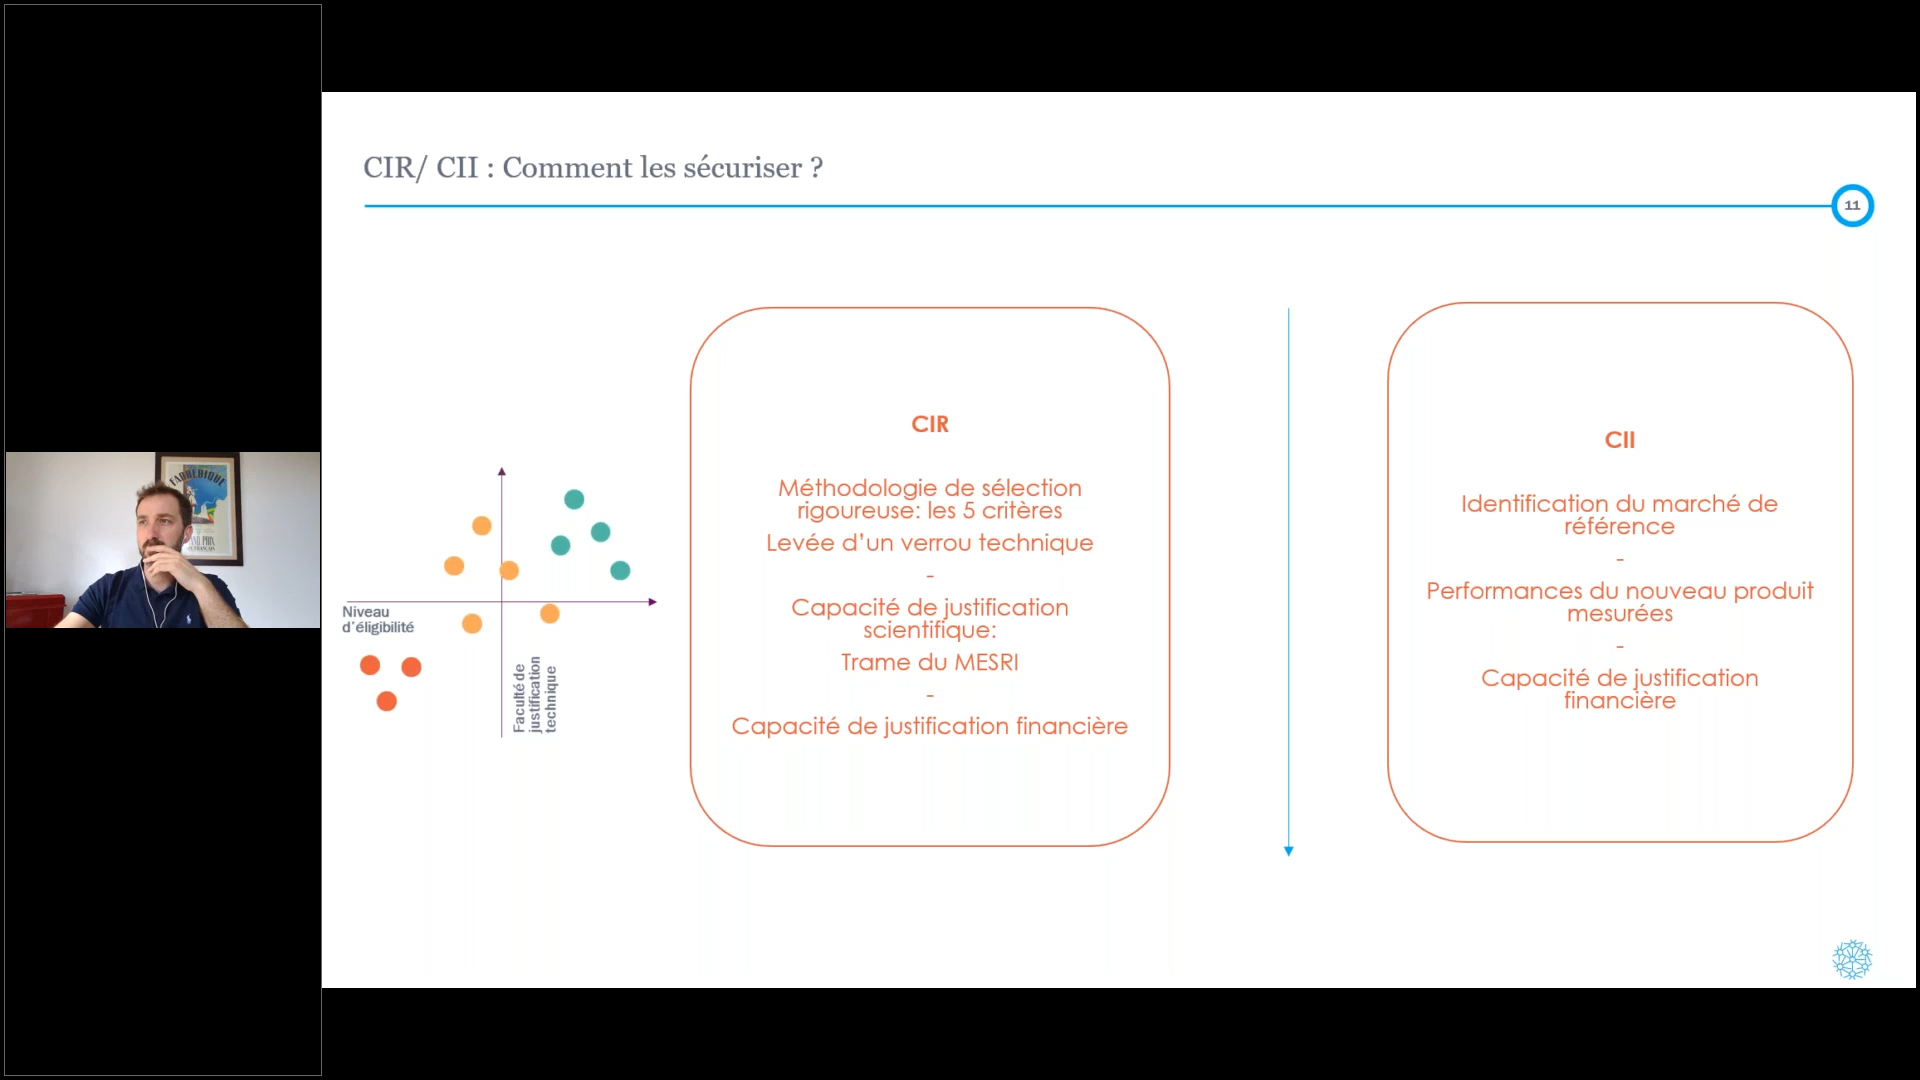 CIR/ CII : Comment les sécuriser ?
11
Niveau
d'éligibilité
Faculté de
justification
technique
CIR
Méthodologie de sélection
rigoureuse: les 5 critères
Levée d'un verrou technique
-
Capacité de justification
scientifique:
Trame du MESRI
-
Capacité de justification financière
CII
Identification du marché de
référence
-
Performances du nouveau produit
mesurées
-
Capacité de justification
financière